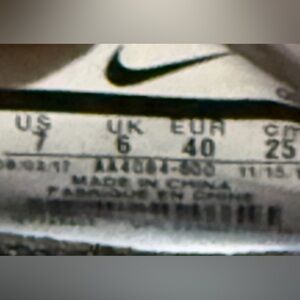 US UK EUR cm
7 6 40 25
AA4084-600
MADE IN CHINA
FABRIQUE EN CHINE